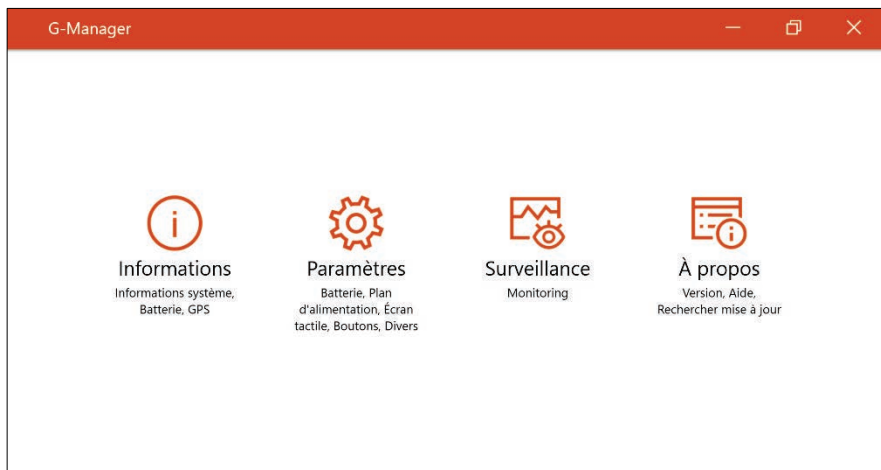 G-Manager
Informations
Informations système,
Batterie, GPS
Paramètres
Batterie, Plan
d'alimentation, Écran
tactile, Boutons, Divers
Surveillance
Monitoring
À propos
Version, Aide,
Rechercher mise à jour